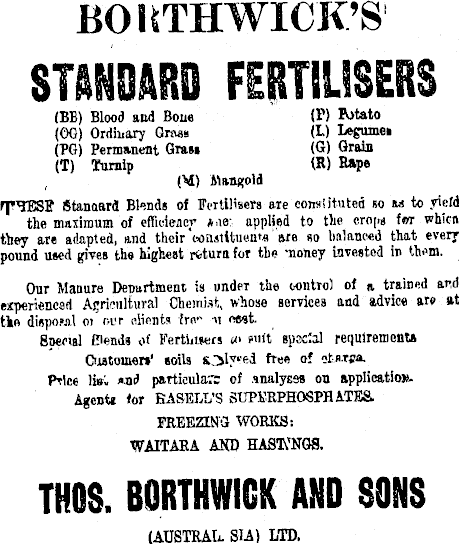 BORTHWICK'S
STANDARD FERTILISERS
(BB) Blood and Bone (P) Potato
(OG) Ordinary Grass (L) Legumes
(PG) Permanent Grass (G) Grain
(T) Turnip (R) Rape
(M) Mangold
THESE Standard Blends of Fertilisers are constituted so as to yield
the maximum of efficiency when applied to the crops for which
they are adapted, and their constituents are so balanced that every
pound used gives the highest return for the money invested in them.
Our Manure Department is under the control of a trained and
experienced Agricultural Chemist, whose services and advice are at
the disposal of our clients free of cost.
Special Blends of Fertilisers to suit special requirements
Customers' soils analysed free of charge.
Price list and particulars of analyses on application.
Agents for HASELL'S SUPERPHOSPHATES.
FREEZING WORKS:
WAITARA AND HASTINGS.
THOS. BORTHWICK AND SONS
(AUSTRALASIA) LTD.